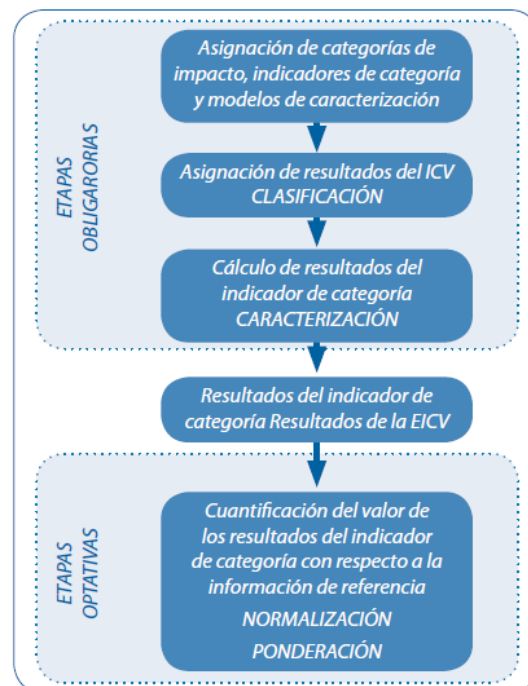 ETAPAS
OBLIGARORIAS
Asignación de categorías de
impacto, indicadores de categoría
y modelos de caracterización
Asignación de resultados del ICV
CLASIFICACIÓN
Cálculo de resultados del
indicador de categoría
CARACTERIZACIÓN
Resultados del indicador de
categoría Resultados de la EICV
ETAPAS
OPTATIVAS
Cuantificación del valor de
los resultados del indicador
de categoría con respecto a la
información de referencia
NORMALIZACIÓN
PONDERACIÓN